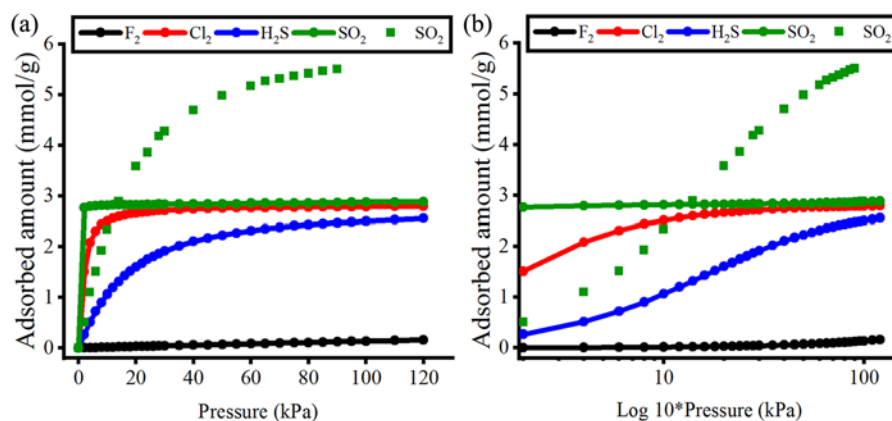 (a)
F₂ Cl₂ H₂S SO₂ SO₂
Adsorbed amount (mmol/g)
6
5
4
3
2
1
0
0 20 40 60 80 100 120
Pressure (kPa)
(b)
F₂ Cl₂ H₂S SO₂ SO₂
Adsorbed amount (mmol/g)
6
5
4
3
2
1
0
10 100
Log 10*Pressure (kPa)